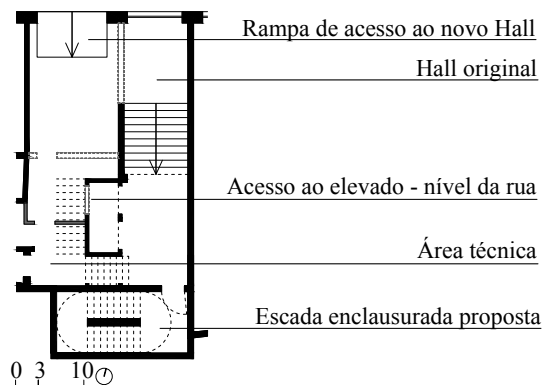 Rampa de acesso ao novo Hall
Hall original
Acesso ao elevado - nível da rua
Área técnica
Escada enclausurada proposta
0 3 10